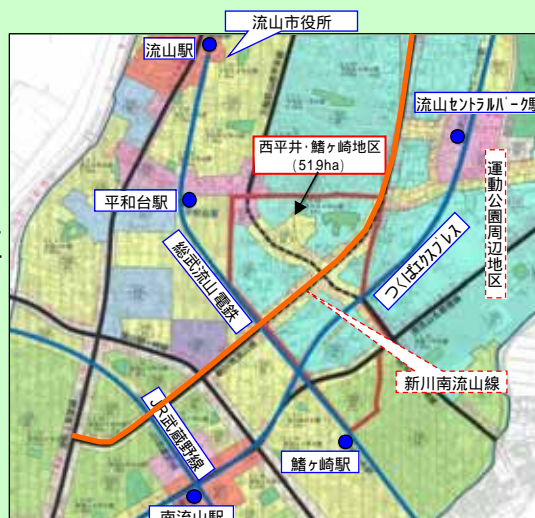 流山市役所
流山駅
流山セントラルパーク駅
西平井・鰭ヶ崎地区
(519ha)
運動公園周辺地区
平和台駅
総武流山電鉄
つくばエクスプレス
新川南流山線
JR武蔵野線
鰭ヶ崎駅
南流山駅